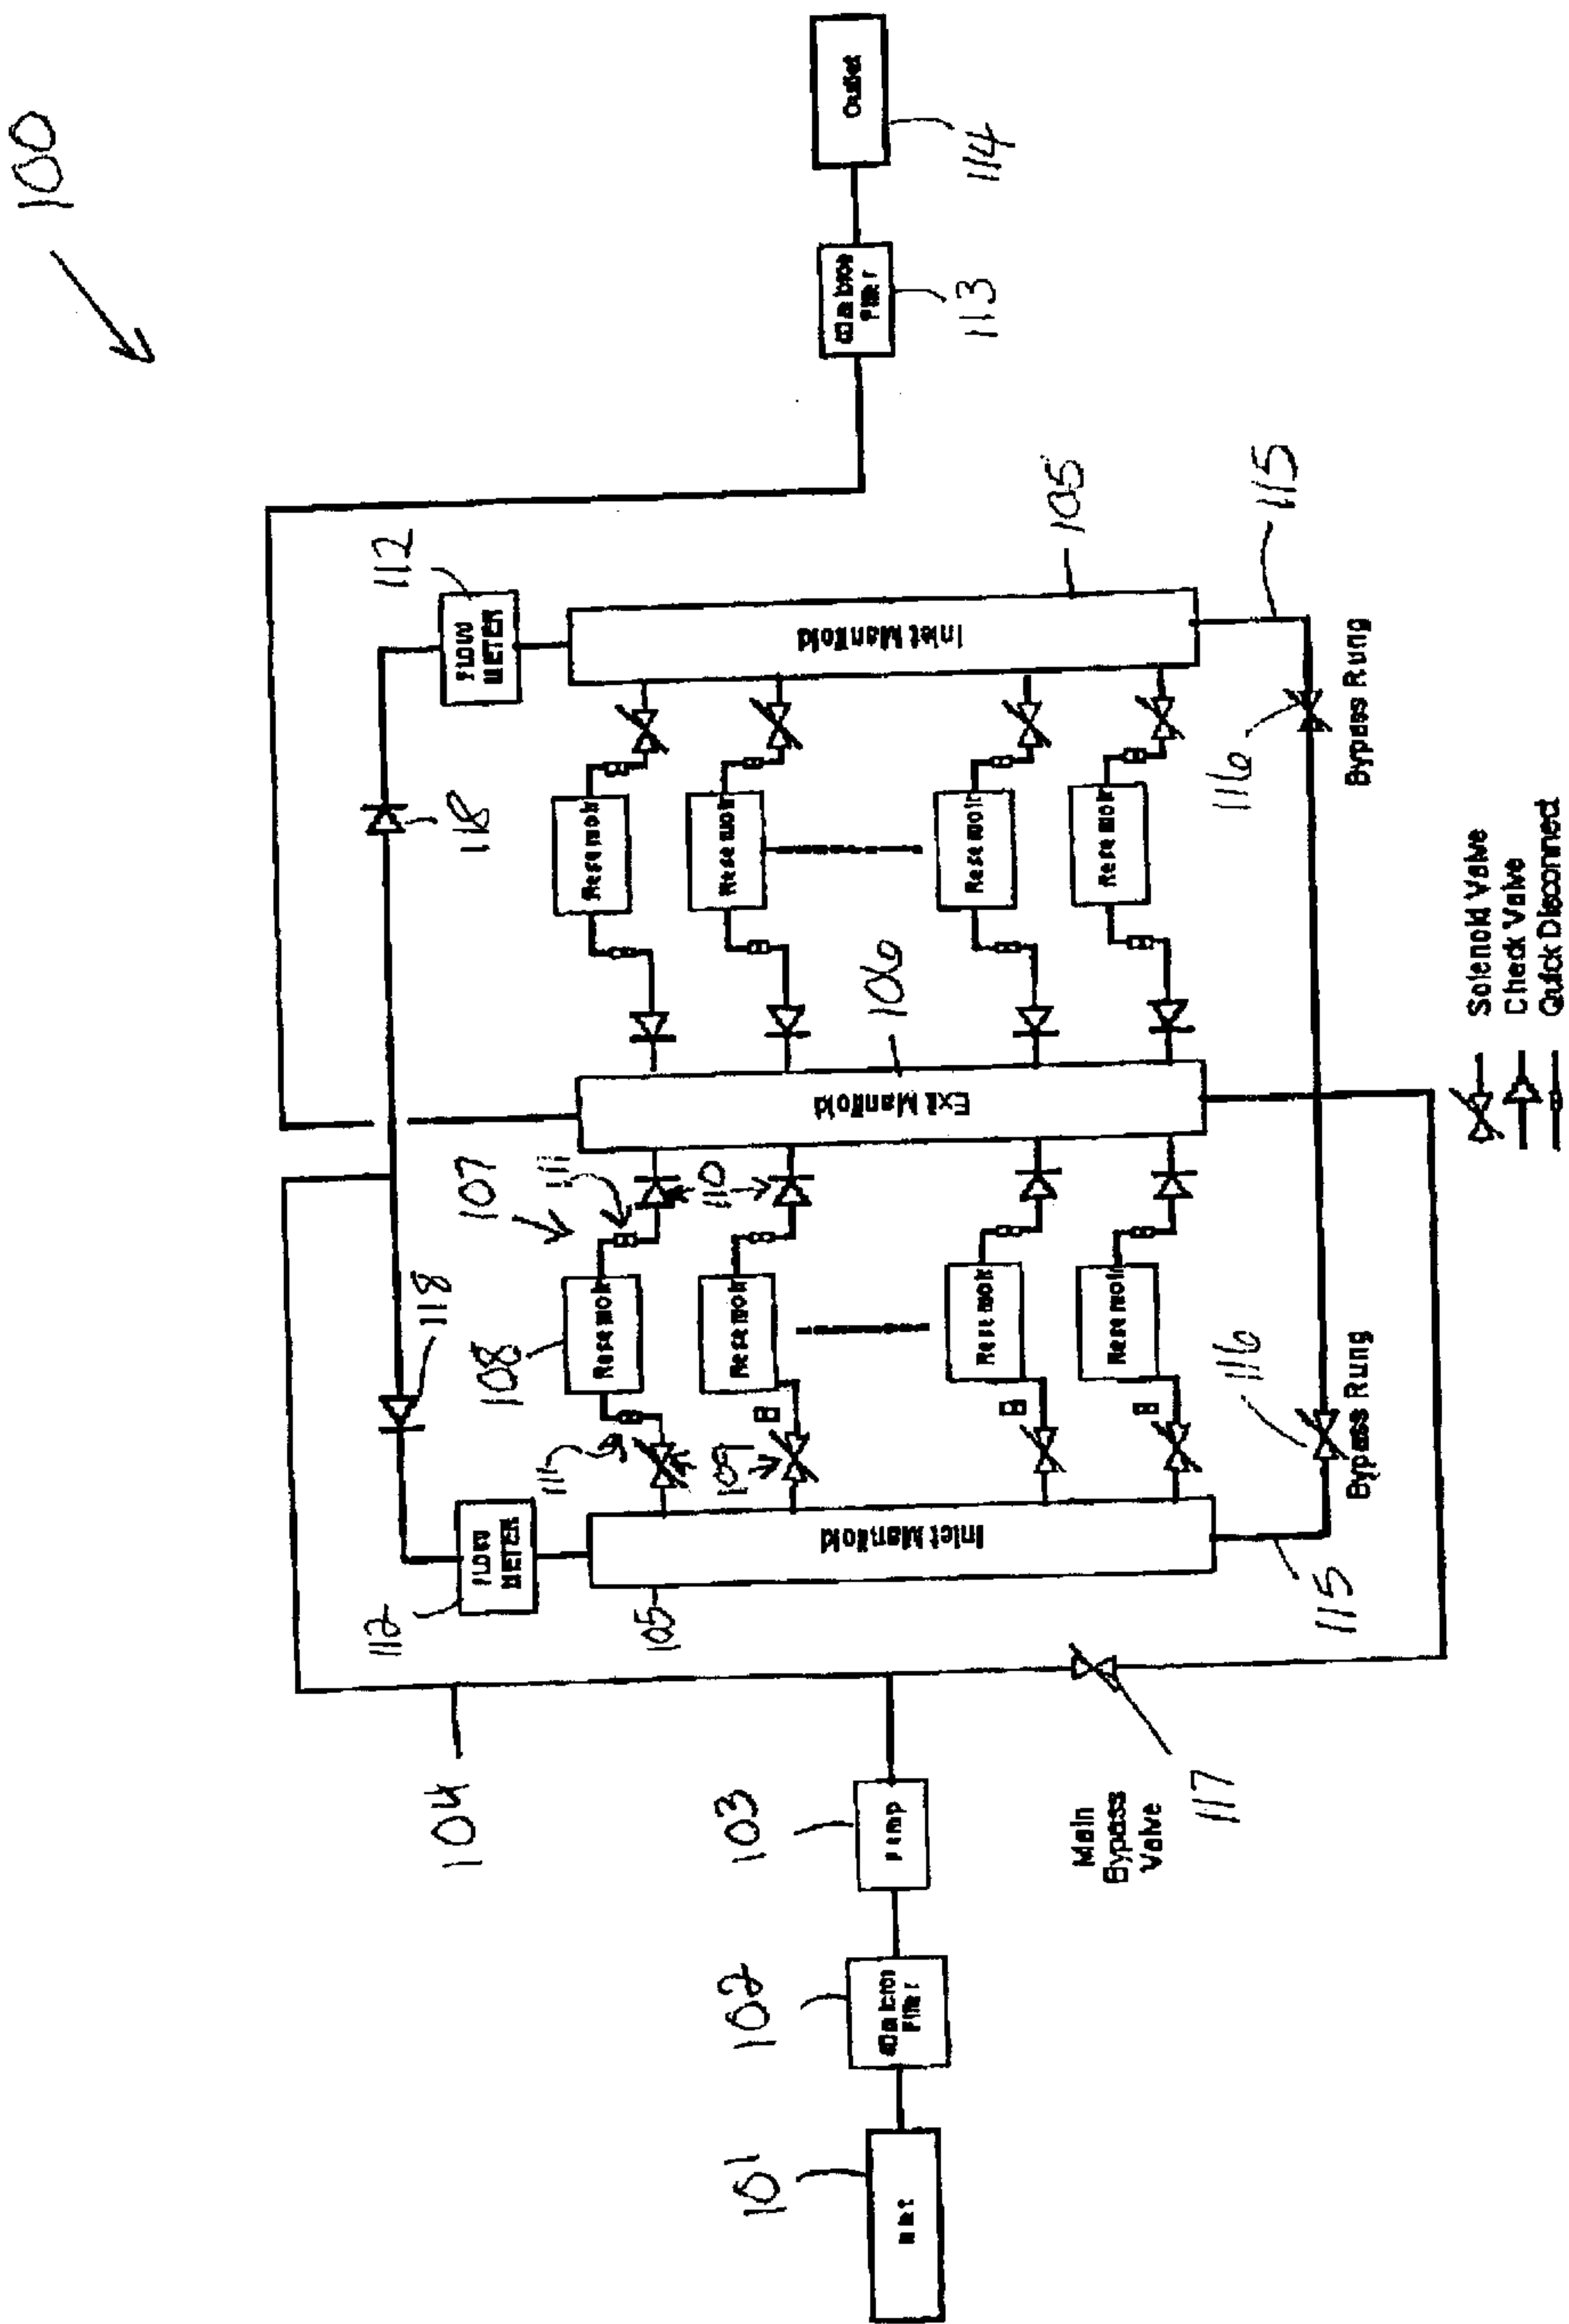 100
Outlet
114
Filter
113
112
FLOW
METER
118
Inlet Manifold
105
115
Reservoir
Reservoir
Reservoir
Reservoir
116
Bypass Rung
106
Exit Manifold
107
111
110
118
108
Reservoir
Reservoir
Reservoir
Reservoir
111
109
116
Bypass Rung
112
FLOW
METER
105
Inlet Manifold
115
104
103
Pump
Main
Bypass
Valve
117
102
Filter
101
Solenoid Valve
Check Valve
Quick Disconnect